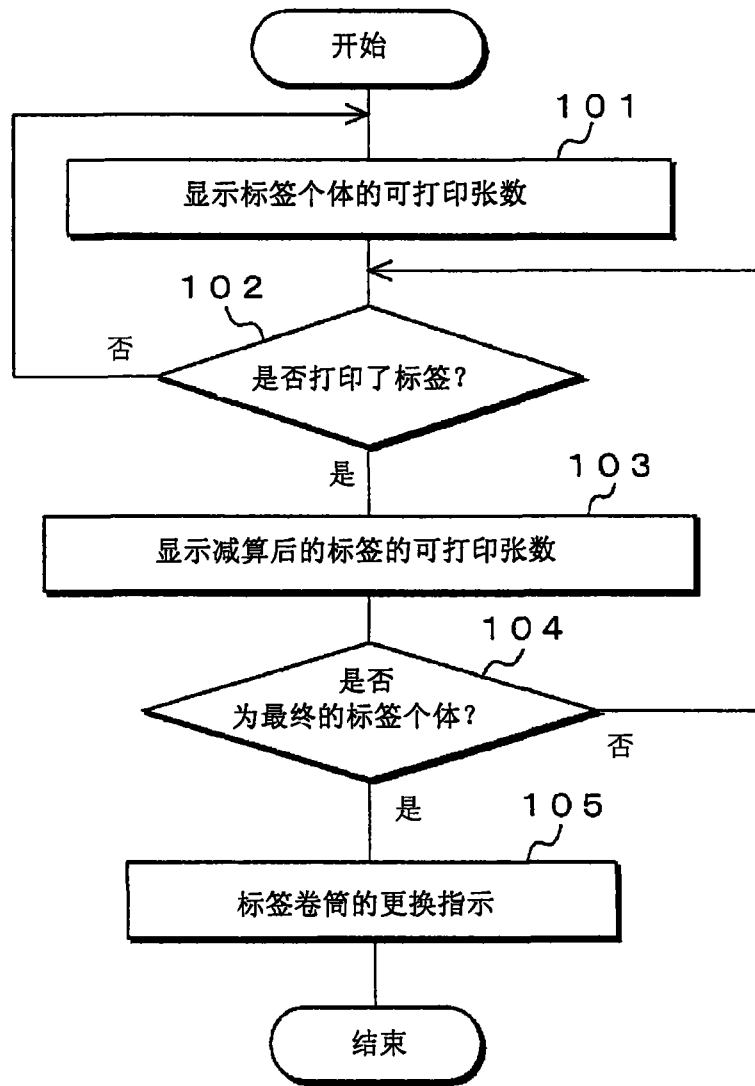 开始
１０１
显示标签个体的可打印张数
１０２
否
是否打印了标签？
是
１０３
显示减算后的标签的可打印张数
１０４
是否
为最终的标签个体？
否
是
１０５
标签卷筒的更换指示
结束